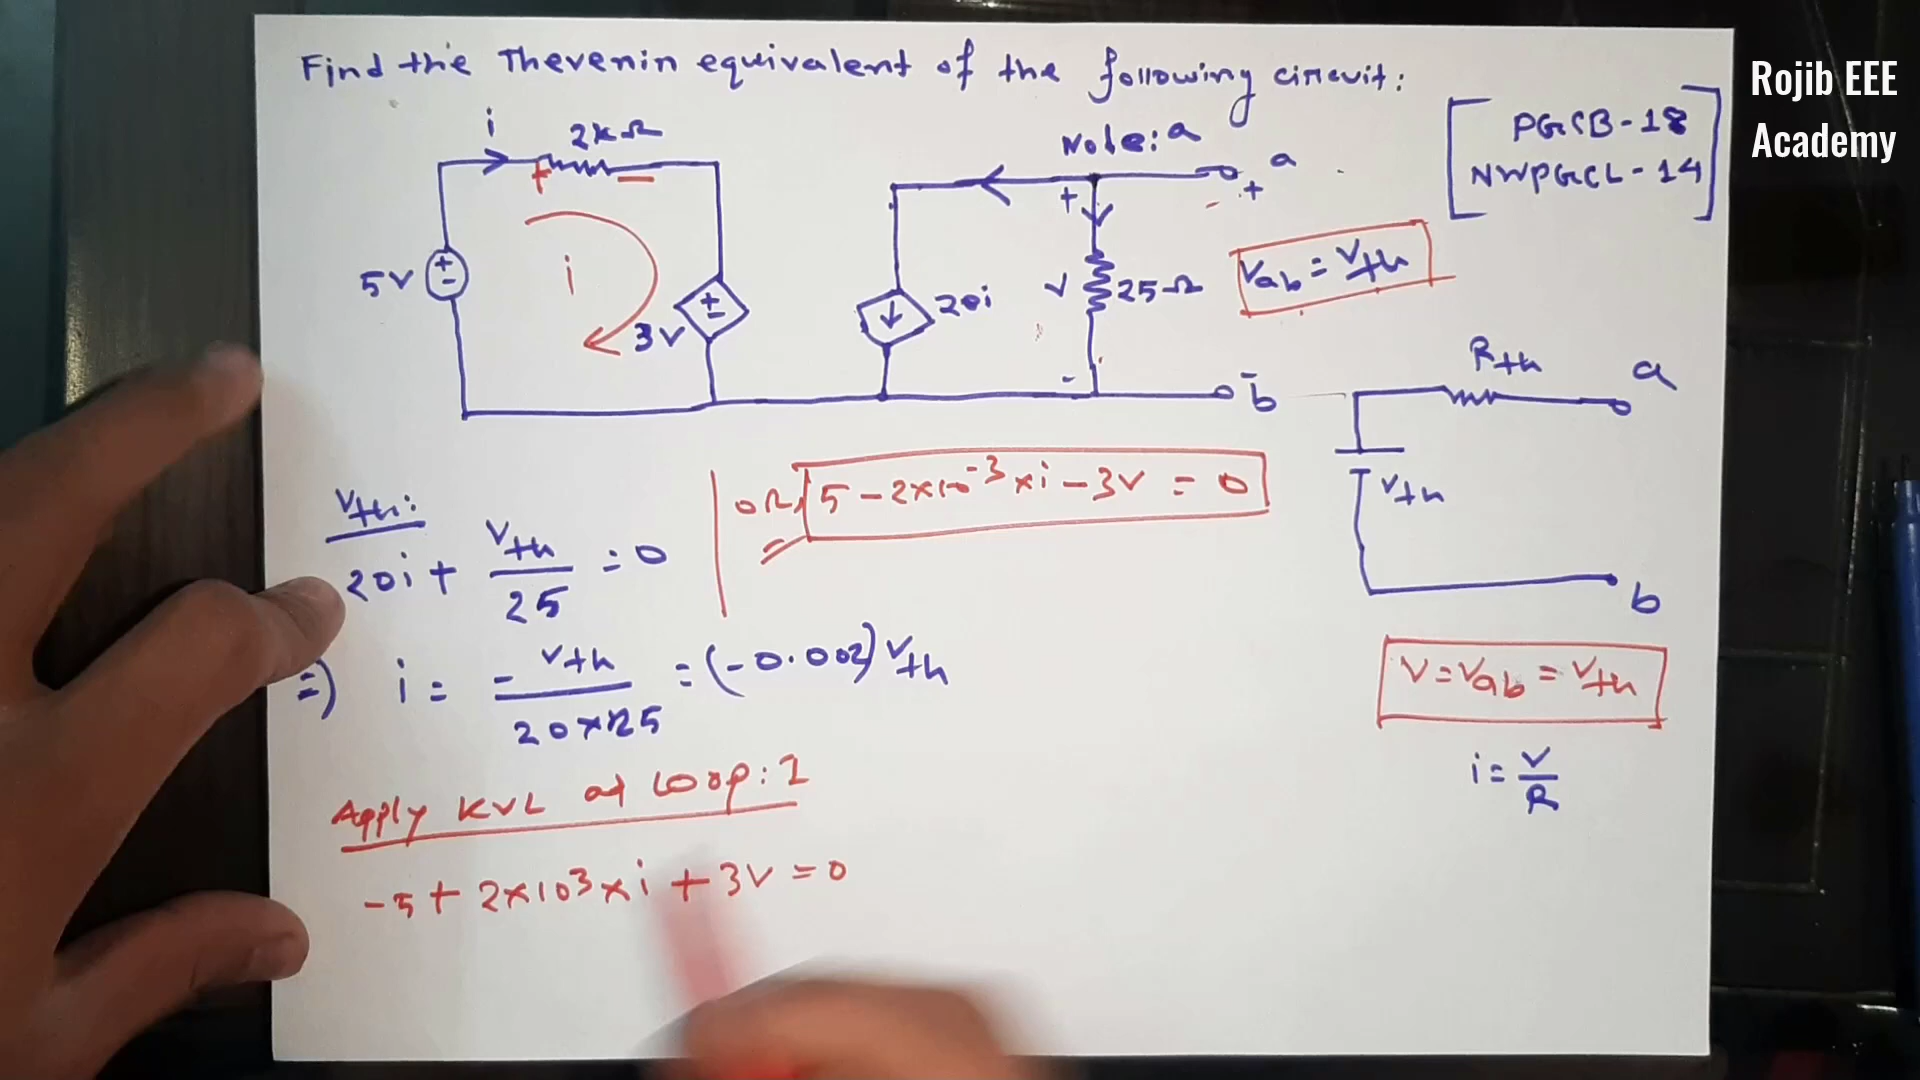 Find the Thevenin equivalent of the following circuit:
Rojib EEE
Academy
[PGCB-18
NWPGCL-14]
i
2kΩ
+ -
Node: a
a
+
+
5V
+
-
i
+
-
3V
20i
V
25Ω
Vab = Vth
-
-
b
Rth
a
Vth
b
Vth:
20i + Vth/25 = 0
OR, 5 - 2×10^-3 × i - 3V = 0
=) i = -Vth/20×25 = (-0.002) Vth
V = Vab = Vth
i = V/R
Apply KVL at Loop: 1
-5 + 2×10^3 × i + 3V = 0